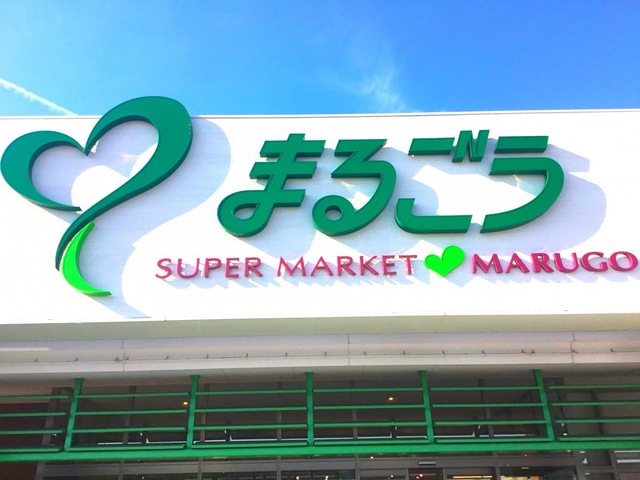 まるごう
SUPER MARKET MARUGO